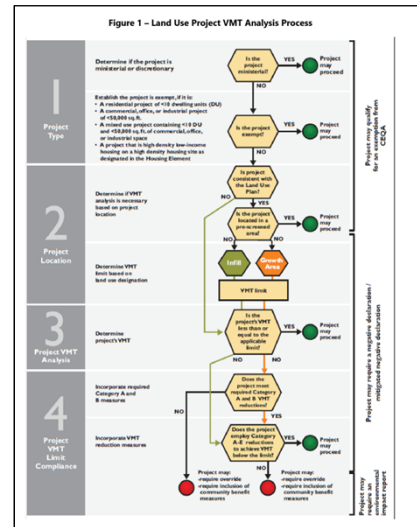 Figure 1 – Land Use Project VMT Analysis Process
1
Project
Type
Determine if the project is
ministerial or discretionary
Is the
project
ministerial?
YES
Project
may
proceed
NO
Establish the project is exempt, if it is:
• A residential project of <10 dwelling units (DU)
• A commercial, office, or industrial project
of <50,000 sq. ft.
• A mixed use project containing <10 DU
and <50,000 sq. ft. of commercial, office,
or industrial space
• A project that is high density low-income
housing on a high density housing site as
designated in the Housing Element
Is the
project exempt?
YES
Project
may
proceed
NO
Project may qualify
for an exemption from
CEQA
2
Project
Location
Determine if VMT
analysis is necessary
based on project
location
Is project
consistent with
the Land Use
Plan?
NO
YES
Is the project
located in a
pre-screened
area?
YES
Project
may
proceed
NO
NO
Determine VMT
limit based on
land use designation
Infill
Growth
Area
VMT limit
3
Project VMT
Analysis
Determine
project's VMT
Is the
project's VMT less
than or equal to the
applicable
limit?
YES
Project
may
proceed
NO
NO
Project may require a negative declaration /
mitigated negative declaration
4
Project
VMT
Limit
Compliance
Incorporate required
Category A and
B measures
Does the
project meet
required Category
A and B VMT
reductions?
NO
YES
Incorporate VMT
reduction measures
Does the project
employ Category
A-E reductions
to achieve VMT
below the limit?
YES
Project
may
proceed
NO
NO
Project may:
-require override
-require inclusion of
community benefit
measures
Project may:
-require override
-require inclusion of
community benefit
measures
Project may
require an
environmental
impact report